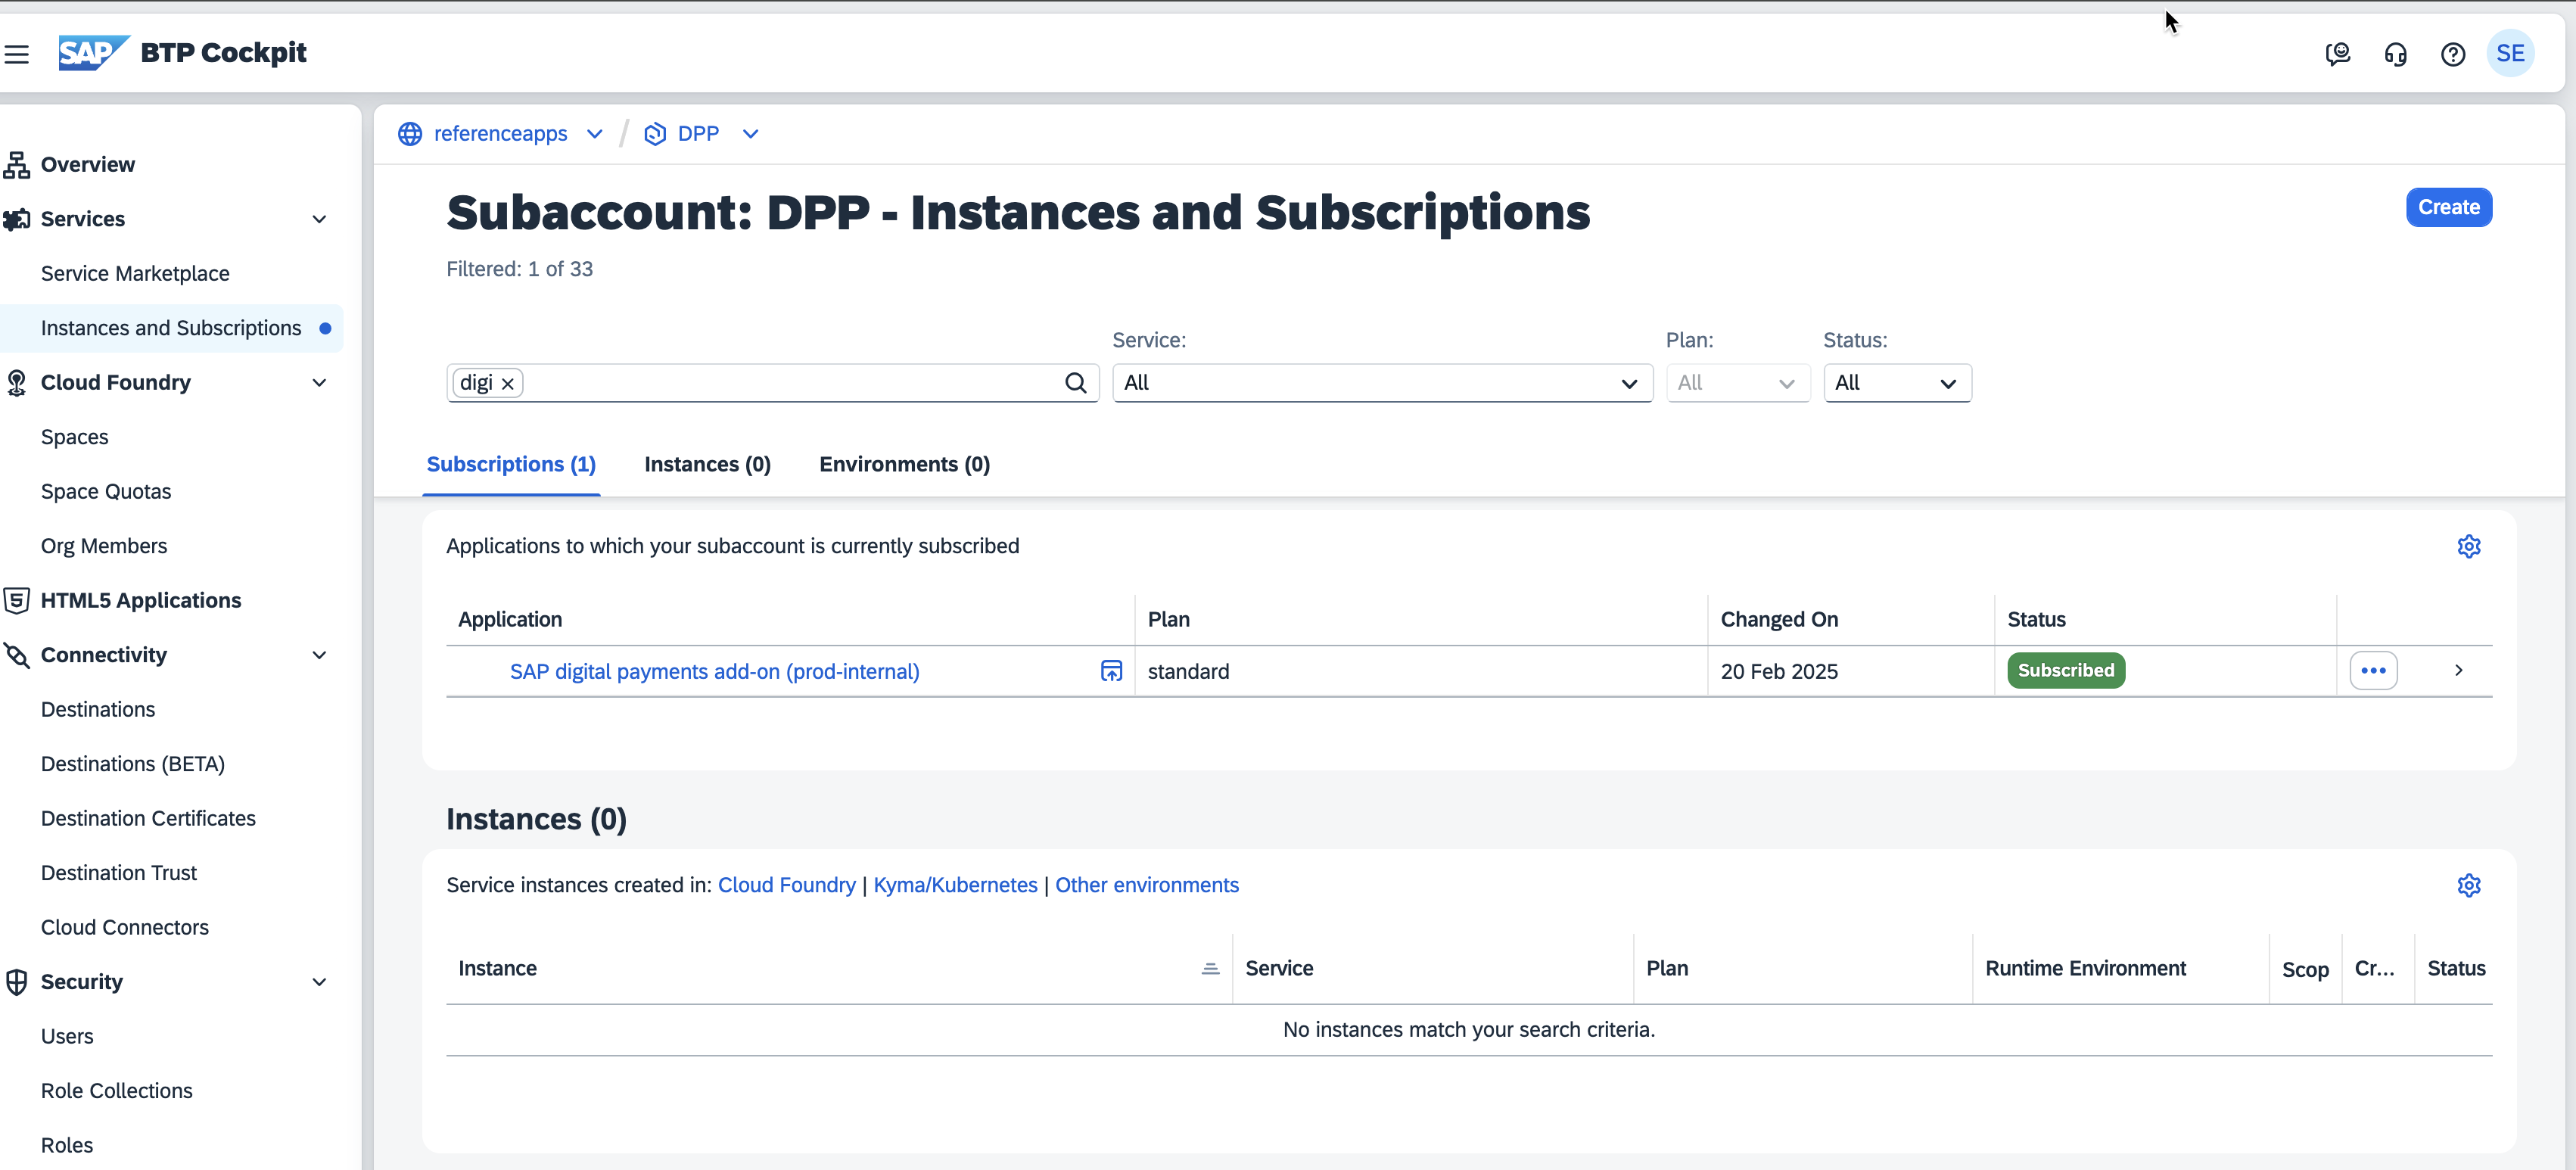 SAP BTP Cockpit
SE
Overview
Services
Service Marketplace
Instances and Subscriptions
Cloud Foundry
Spaces
Space Quotas
Org Members
HTML5 Applications
Connectivity
Destinations
Destinations (BETA)
Destination Certificates
Destination Trust
Cloud Connectors
Security
Users
Role Collections
Roles
referenceapps / DPP
Subaccount: DPP - Instances and Subscriptions
Create
Filtered: 1 of 33
Service: Plan: Status:
digi All All All
Subscriptions (1) Instances (0) Environments (0)
Applications to which your subaccount is currently subscribed
Application Plan Changed On Status
SAP digital payments add-on (prod-internal) standard 20 Feb 2025 Subscribed
Instances (0)
Service instances created in: Cloud Foundry | Kyma/Kubernetes | Other environments
Instance Service Plan Runtime Environment Scop Cr... Status
No instances match your search criteria.